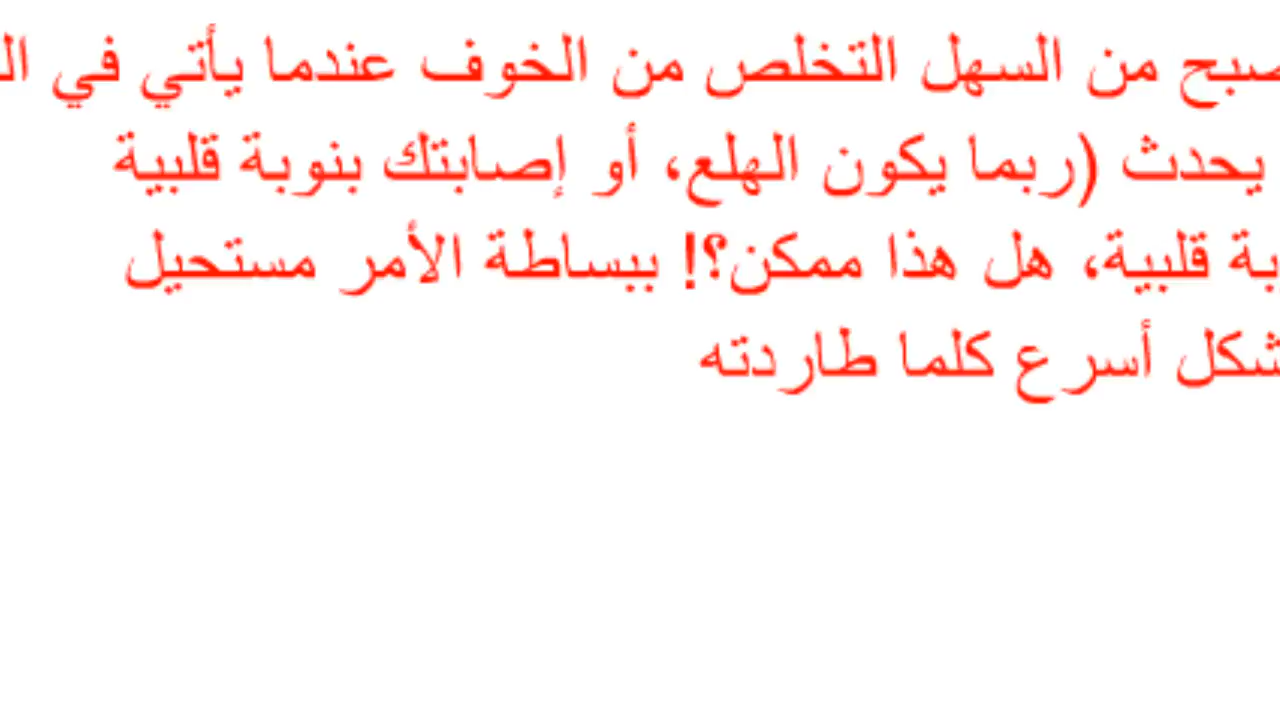 صبح من السهل التخلص من الخوف عندما يأتي في ال
يحدث (ربما يكون الهلع، أو إصابتك بنوبة قلبية
بة قلبية، هل هذا ممكن؟! ببساطة الأمر مستحيل
شكل أسرع كلما طاردته